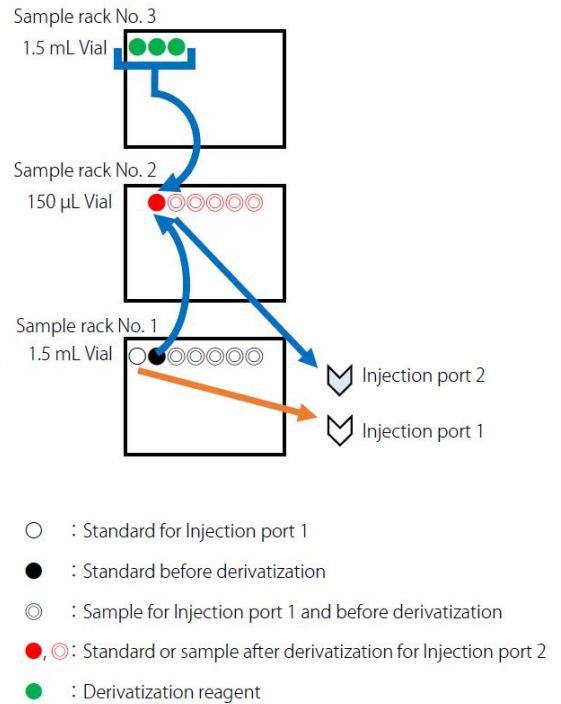 Sample rack No. 3
1.5 mL Vial
Sample rack No. 2
150 µL Vial
Sample rack No. 1
1.5 mL Vial
Injection port 2
Injection port 1
: Standard for Injection port 1
: Standard before derivatization
: Sample for Injection port 1 and before derivatization
, : Standard or sample after derivatization for Injection port 2
: Derivatization reagent